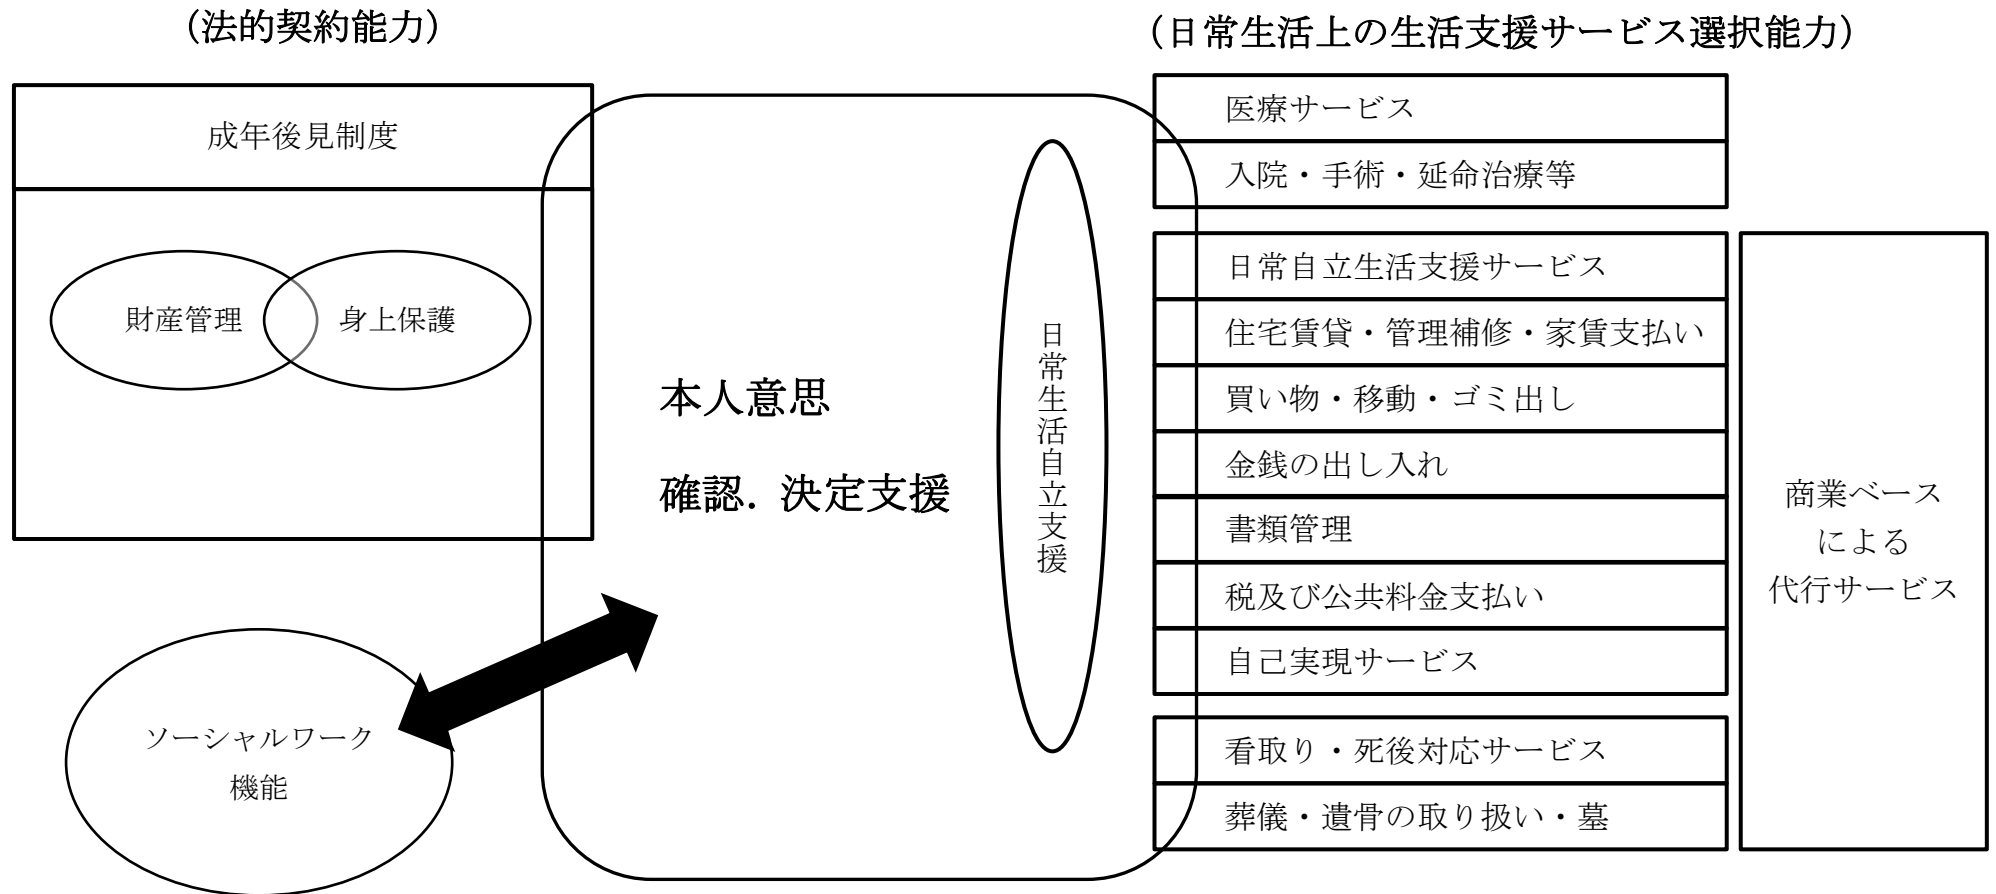 (法的契約能力)
(日常生活上の生活支援サービス選択能力)
成年後見制度
財産管理
身上保護
ソーシャルワーク
機能
本人意思
確認. 決定支援
日常生活自立支援
医療サービス
入院・手術・延命治療等
日常自立生活支援サービス
住宅賃貸・管理補修・家賃支払い
買い物・移動・ゴミ出し
金銭の出し入れ
書類管理
税及び公共料金支払い
自己実現サービス
看取り・死後対応サービス
葬儀・遺骨の取り扱い・墓
商業ベース
による
代行サービス